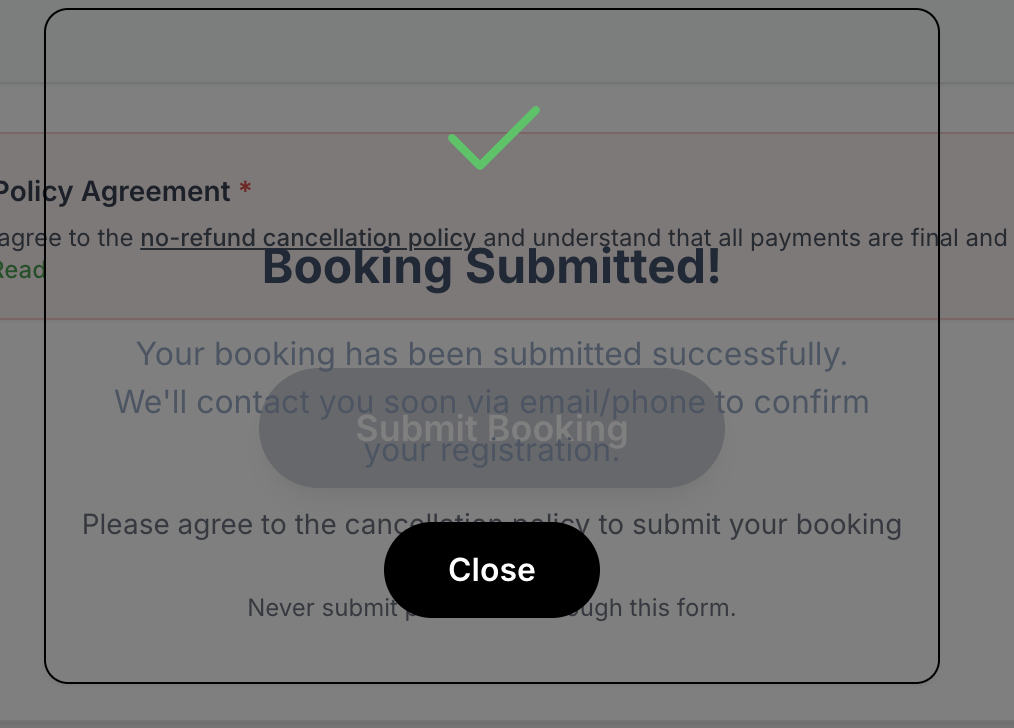 Policy Agreement *
agree to the no-refund cancellation policy and understand that all payments are final and
Read
Booking Submitted!
Your booking has been submitted successfully.
We'll contact you soon via email/phone to confirm
your registration.
Submit Booking
Please agree to the cancellation policy to submit your booking
Close
Never submit through this form.